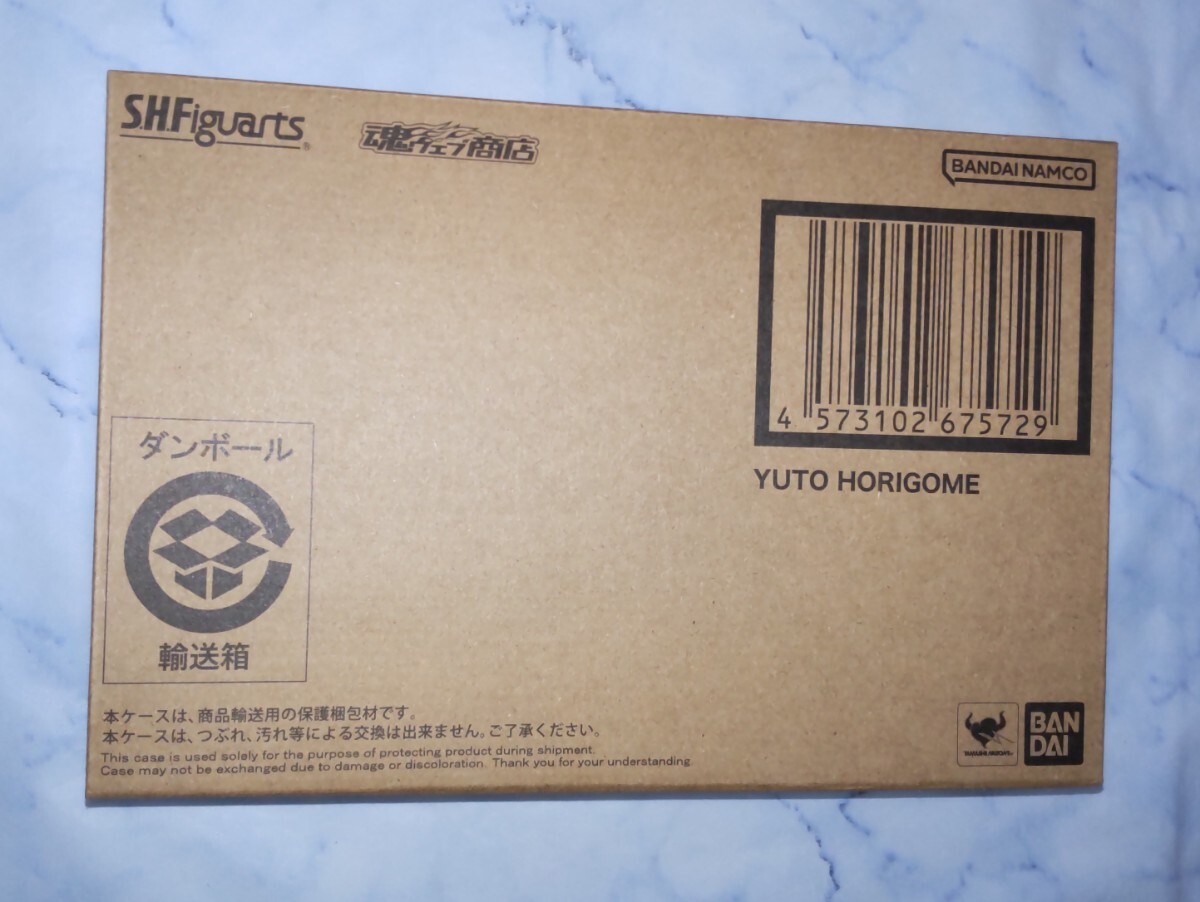 S.H.Figuarts
魂ウェブ商店
BANDAI NAMCO
4 573102 675729
YUTO HORIGOME
ダンボール
輸送箱
本ケースは、商品輸送用の保護梱包材です。
本ケースは、つぶれ、汚れ等による交換は出来ません。ご了承ください。
This case is used solely for the purpose of protecting product during shipment.
Case may not be exchanged due to damage or discoloration. Thank you for your understanding.
TAMASHII NATIONS
BAN
DAI